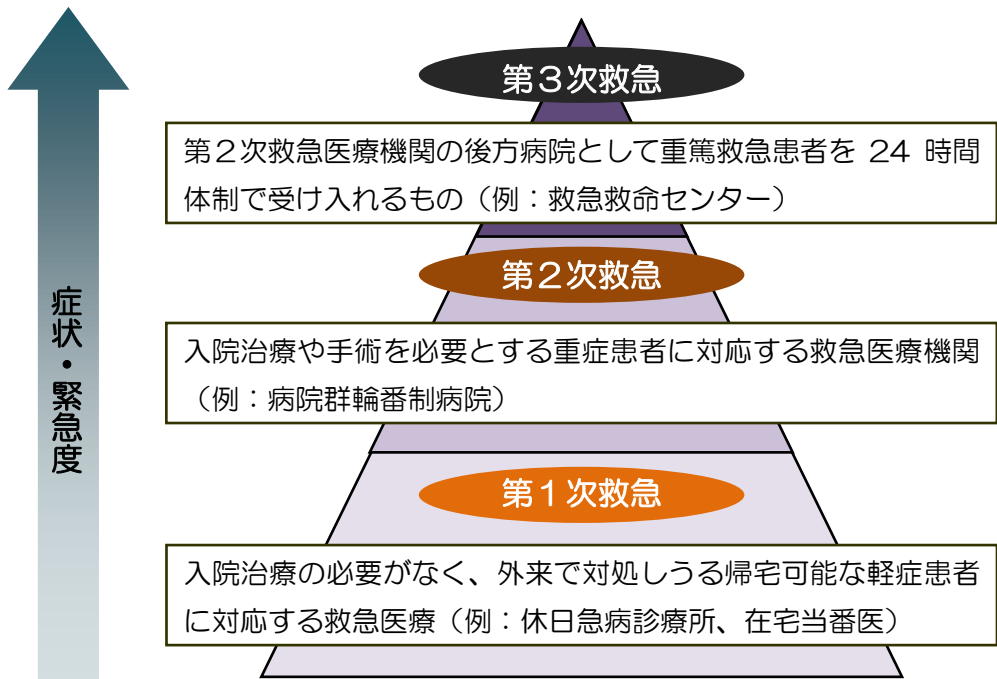 第３次救急
第２次救急医療機関の後方病院として重篤救急患者を 24 時間
体制で受け入れるもの（例：救急救命センター）
第２次救急
入院治療や手術を必要とする重症患者に対応する救急医療機関
（例：病院群輪番制病院）
第１次救急
入院治療の必要がなく、外来で対処しうる帰宅可能な軽症患者
に対応する救急医療（例：休日急病診療所、在宅当番医）
症状・緊急度